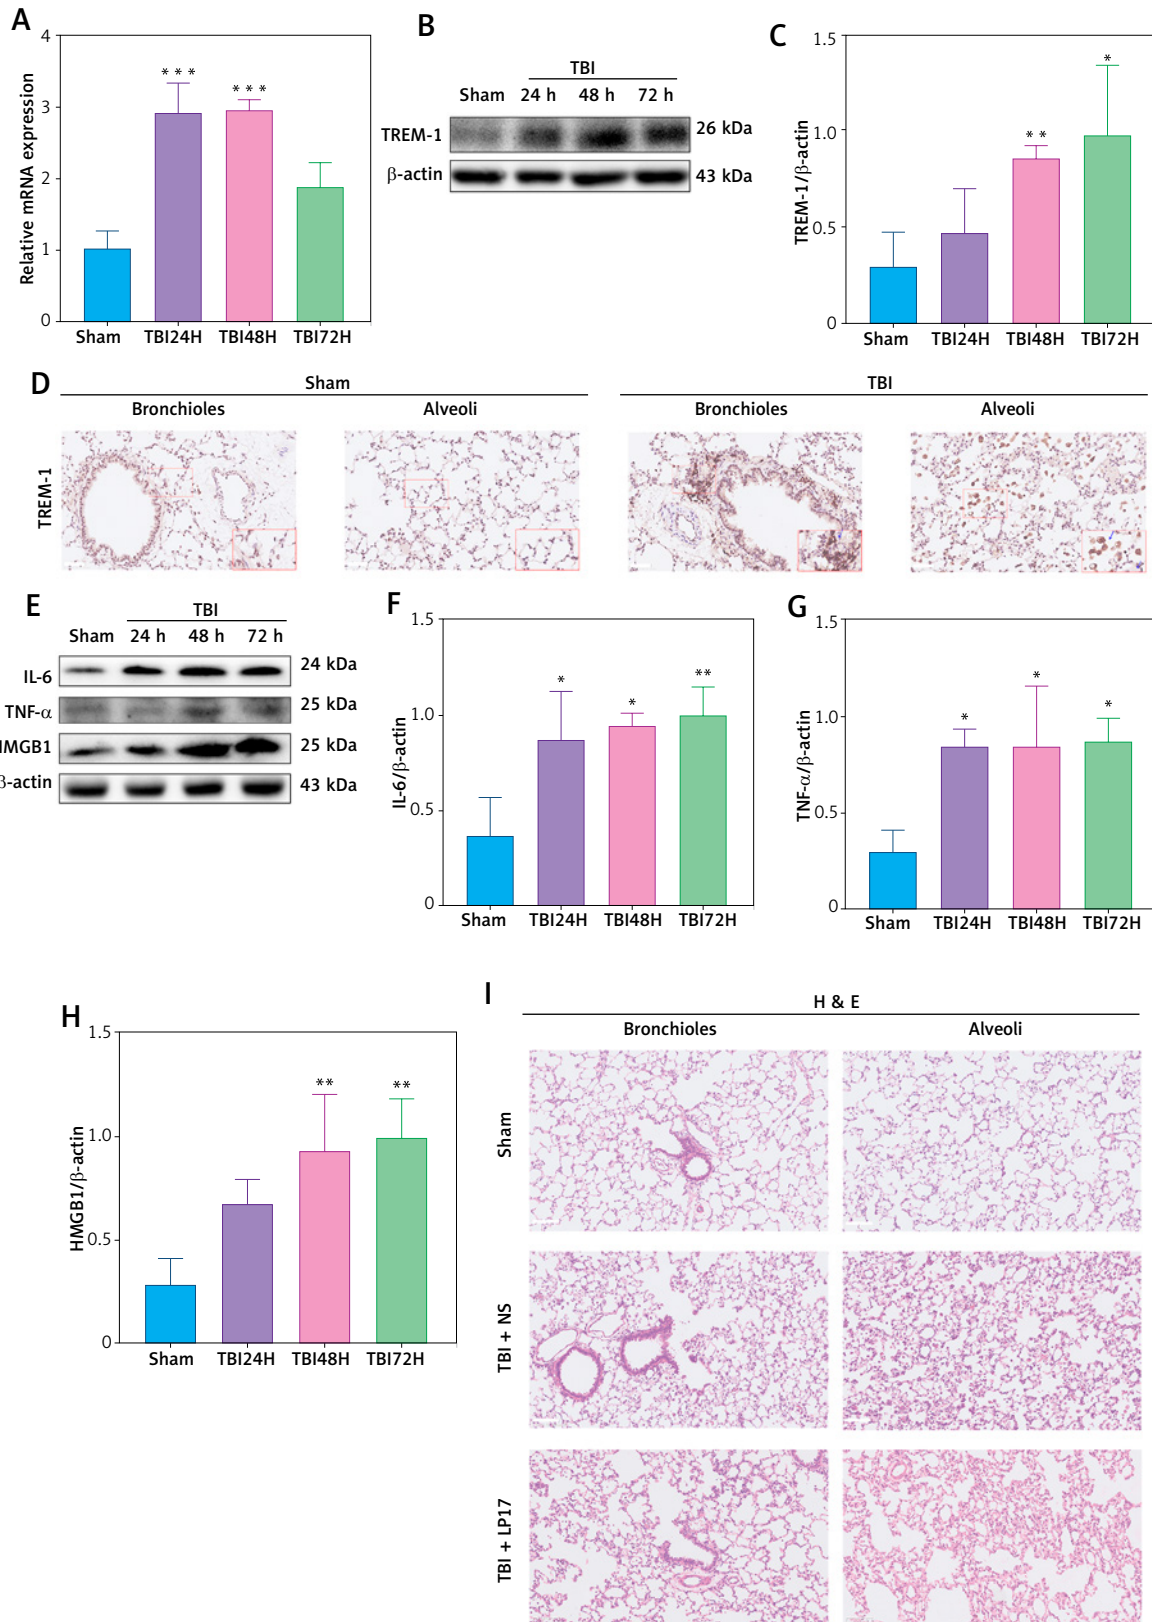 A
Relative mRNA expression
4
3
2
1
0
***
***
Sham TBI24H TBI48H TBI72H
B
TBI
Sham 24 h 48 h 72 h
TREM-1 26 kDa
β-actin 43 kDa
C
TREM-1/β-actin
1.5
1.0
0.5
0
**
*
Sham TBI24H TBI48H TBI72H
D
Sham TBI
Bronchioles Alveoli Bronchioles Alveoli
TREM-1
E
TBI
Sham 24 h 48 h 72 h
IL-6 24 kDa
TNF-α 25 kDa
HMGB1 25 kDa
β-actin 43 kDa
F
IL-6/β-actin
1.5
1.0
0.5
0
*
*
**
Sham TBI24H TBI48H TBI72H
G
TNF-α/β-actin
1.5
1.0
0.5
0
*
*
*
Sham TBI24H TBI48H TBI72H
H
HMGB1/β-actin
1.5
1.0
0.5
0
**
**
Sham TBI24H TBI48H TBI72H
I
H & E
Bronchioles Alveoli
Sham
TBI + NS
TBI + LP17